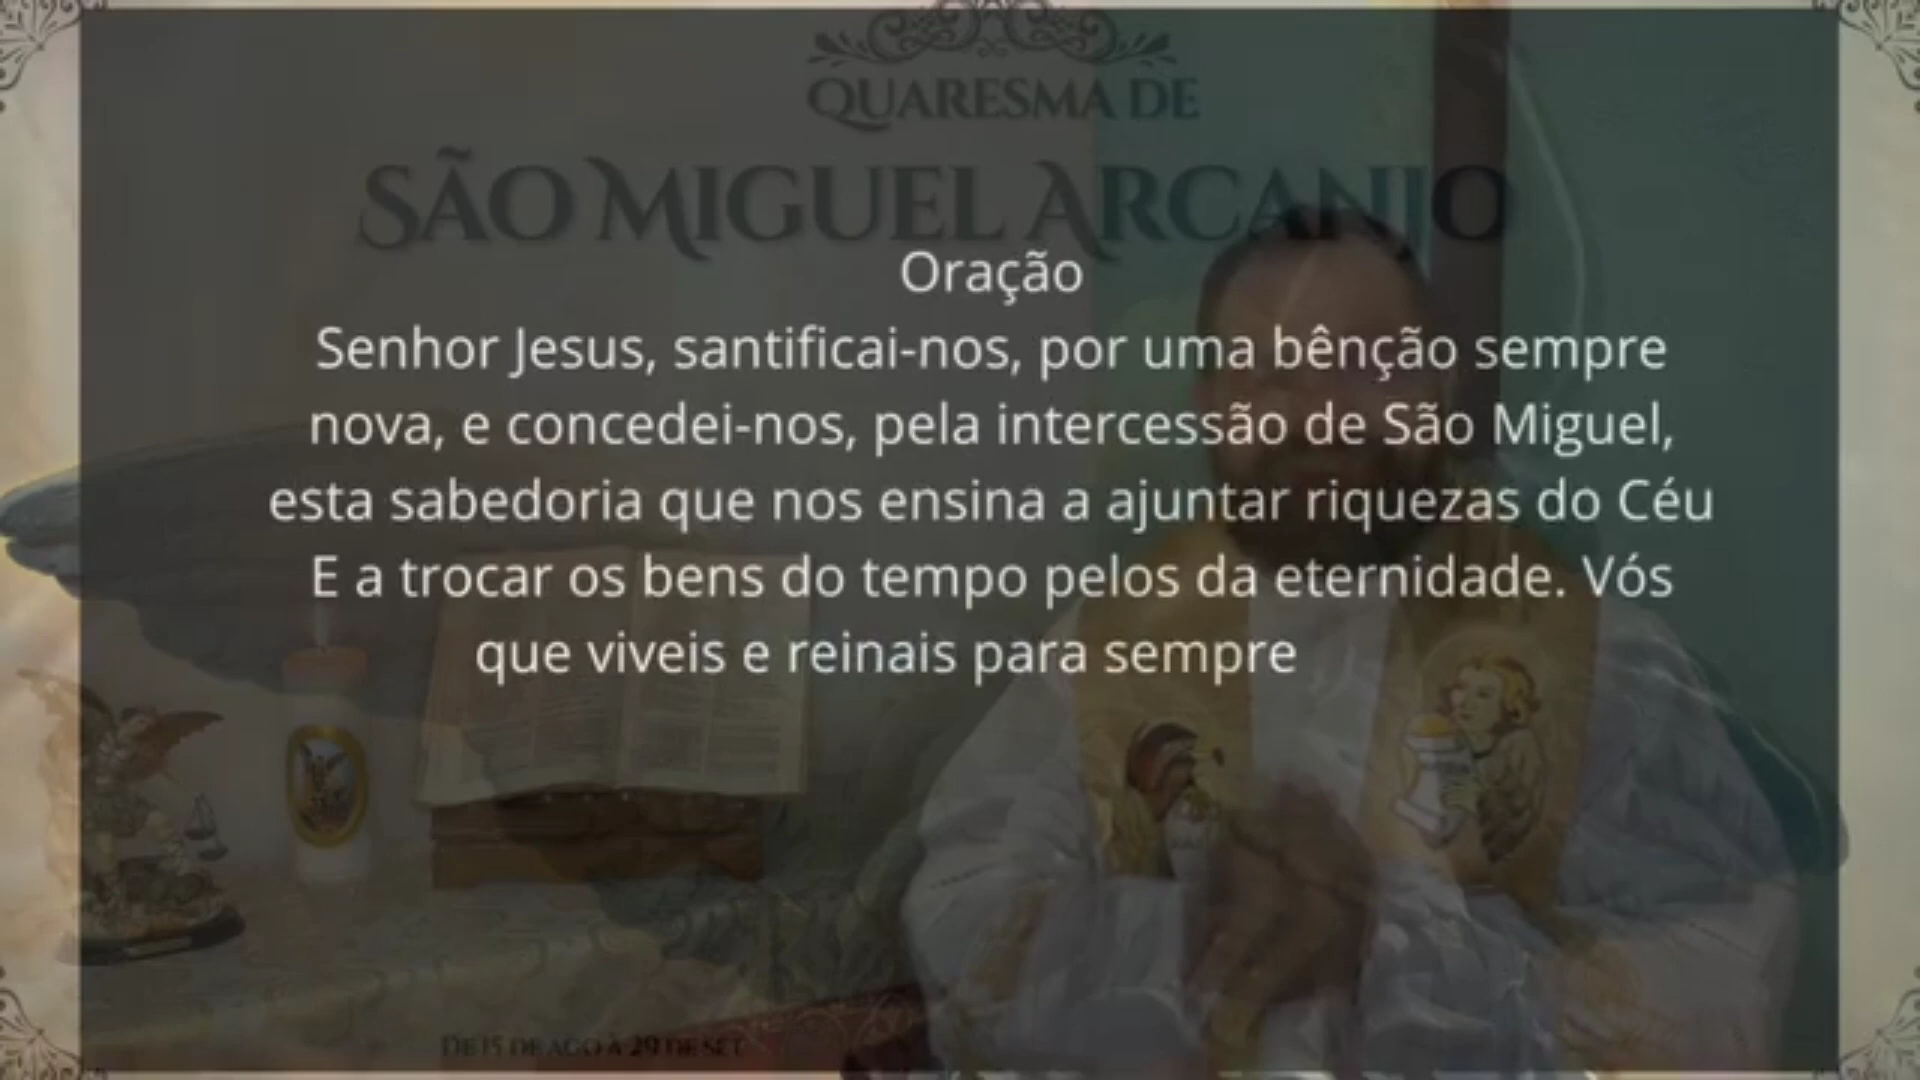 QUARESMA DE
SÃO MIGUEL ARCANJO
Oração
Senhor Jesus, santificai-nos, por uma bênção sempre
nova, e concedei-nos, pela intercessão de São Miguel,
esta sabedoria que nos ensina a ajuntar riquezas do Céu
E a trocar os bens do tempo pelos da eternidade. Vós
que viveis e reinais para sempre
DE 15 DE AGO À 29 DE SET